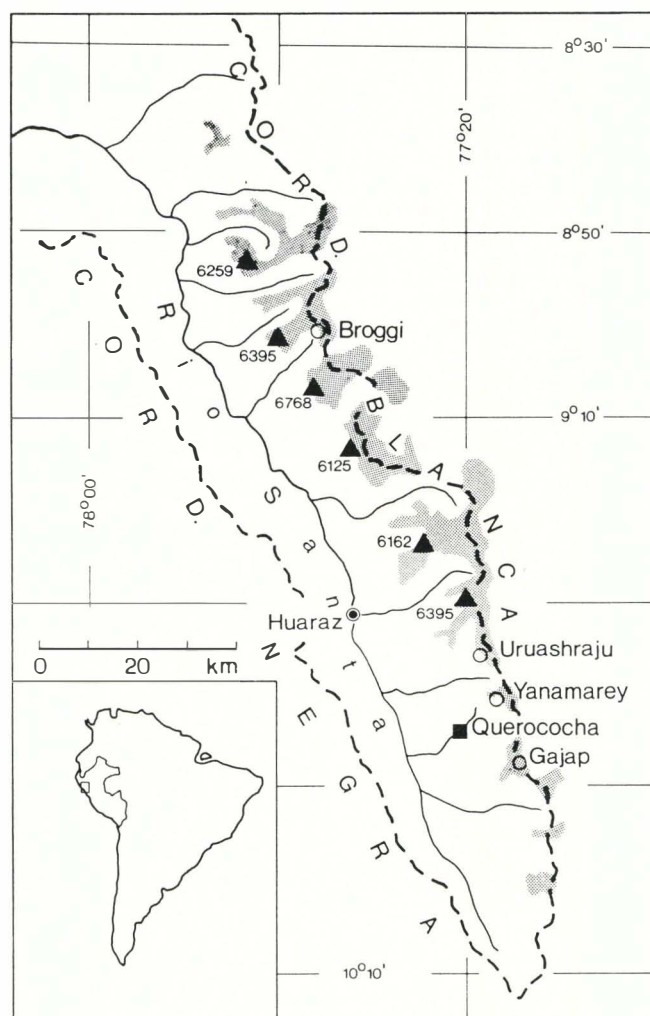 8°30'
77°20'
CORD. BLANCA
8°50'
6259
Broggi
6395
6768
9°10'
6125
78°00'
CORD. NEGRA
Rio Santa
6162
6395
Huaraz
Uruashraju
0 20 km
Yanamarey
Querococha
Gajap
10°10'